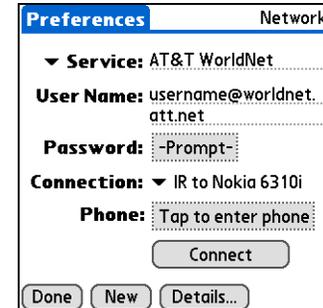 Preferences Network
Service: AT&T WorldNet
User Name: username@worldnet.
att.net
Password: -Prompt-
Connection: IR to Nokia 6310i
Phone: Tap to enter phone
Connect
Done New Details...